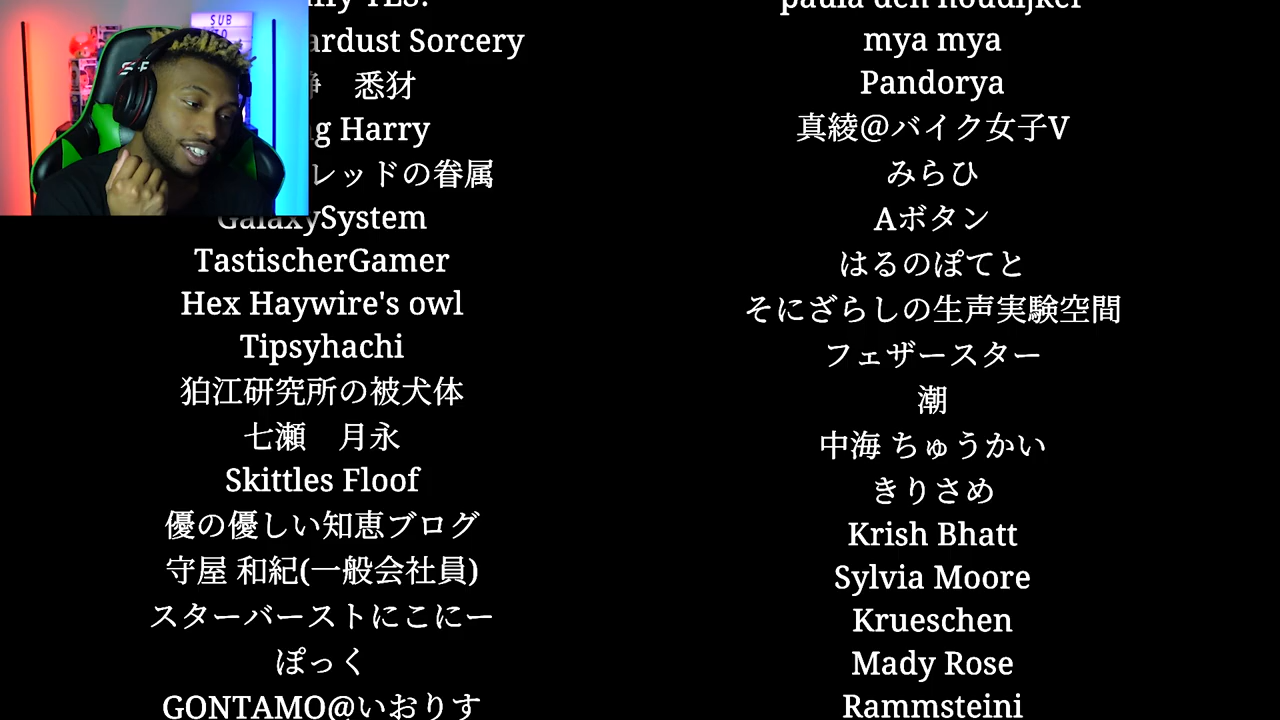 SUB
ardust Sorcery
悉犲
g Harry
レッドの眷属
GalaxySystem
TastischerGamer
Hex Haywire's owl
Tipsyhachi
狛江研究所の被犬体
七瀬　月永
Skittles Floof
優の優しい知恵ブログ
守屋 和紀(一般会社員)
スターバーストにこにー
ぽっく
GONTAMO@いおりす
paula den houdijker
mya mya
Pandorya
真綾@バイク女子V
みらひ
Aボタン
はるのぽてと
そにざらしの生声実験空間
フェザースター
潮
中海 ちゅうかい
きりさめ
Krish Bhatt
Sylvia Moore
Krueschen
Mady Rose
Rammsteini